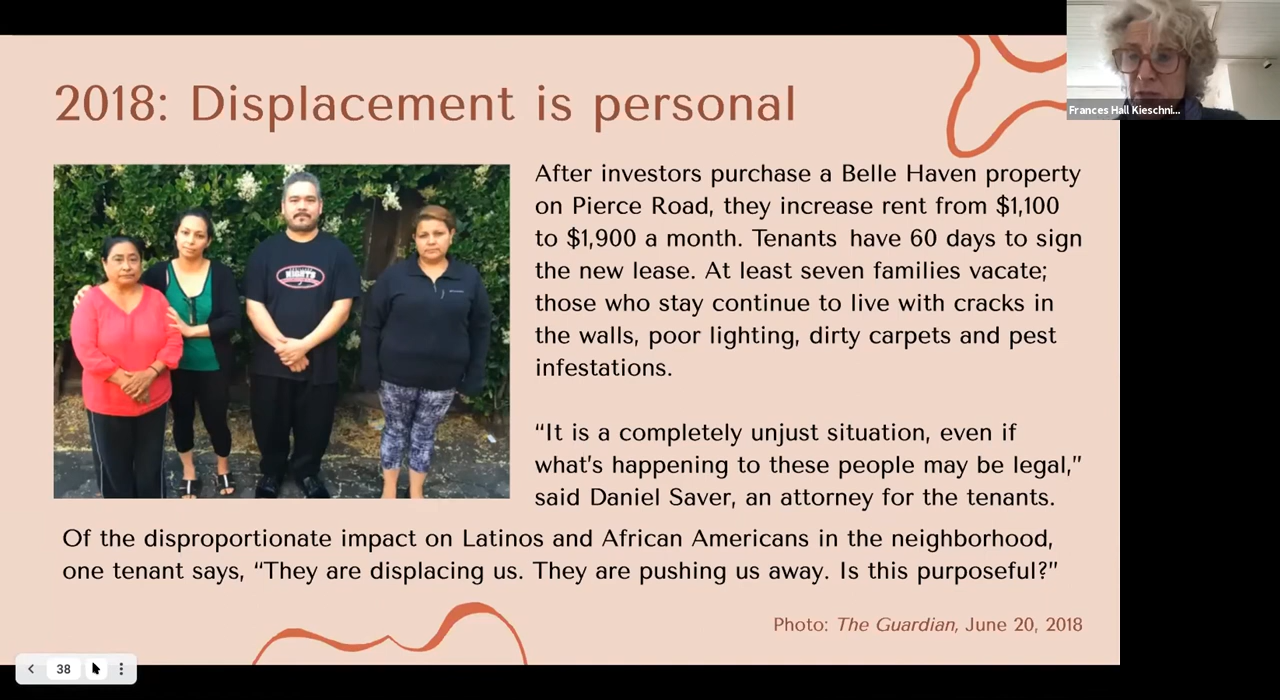 Frances Hall Kieschni...
2018: Displacement is personal
After investors purchase a Belle Haven property
on Pierce Road, they increase rent from $1,100
to $1,900 a month. Tenants have 60 days to sign
the new lease. At least seven families vacate;
those who stay continue to live with cracks in
the walls, poor lighting, dirty carpets and pest
infestations.
“It is a completely unjust situation, even if
what’s happening to these people may be legal,”
said Daniel Saver, an attorney for the tenants.
Of the disproportionate impact on Latinos and African Americans in the neighborhood,
one tenant says, “They are displacing us. They are pushing us away. Is this purposeful?”
Photo: The Guardian, June 20, 2018
38